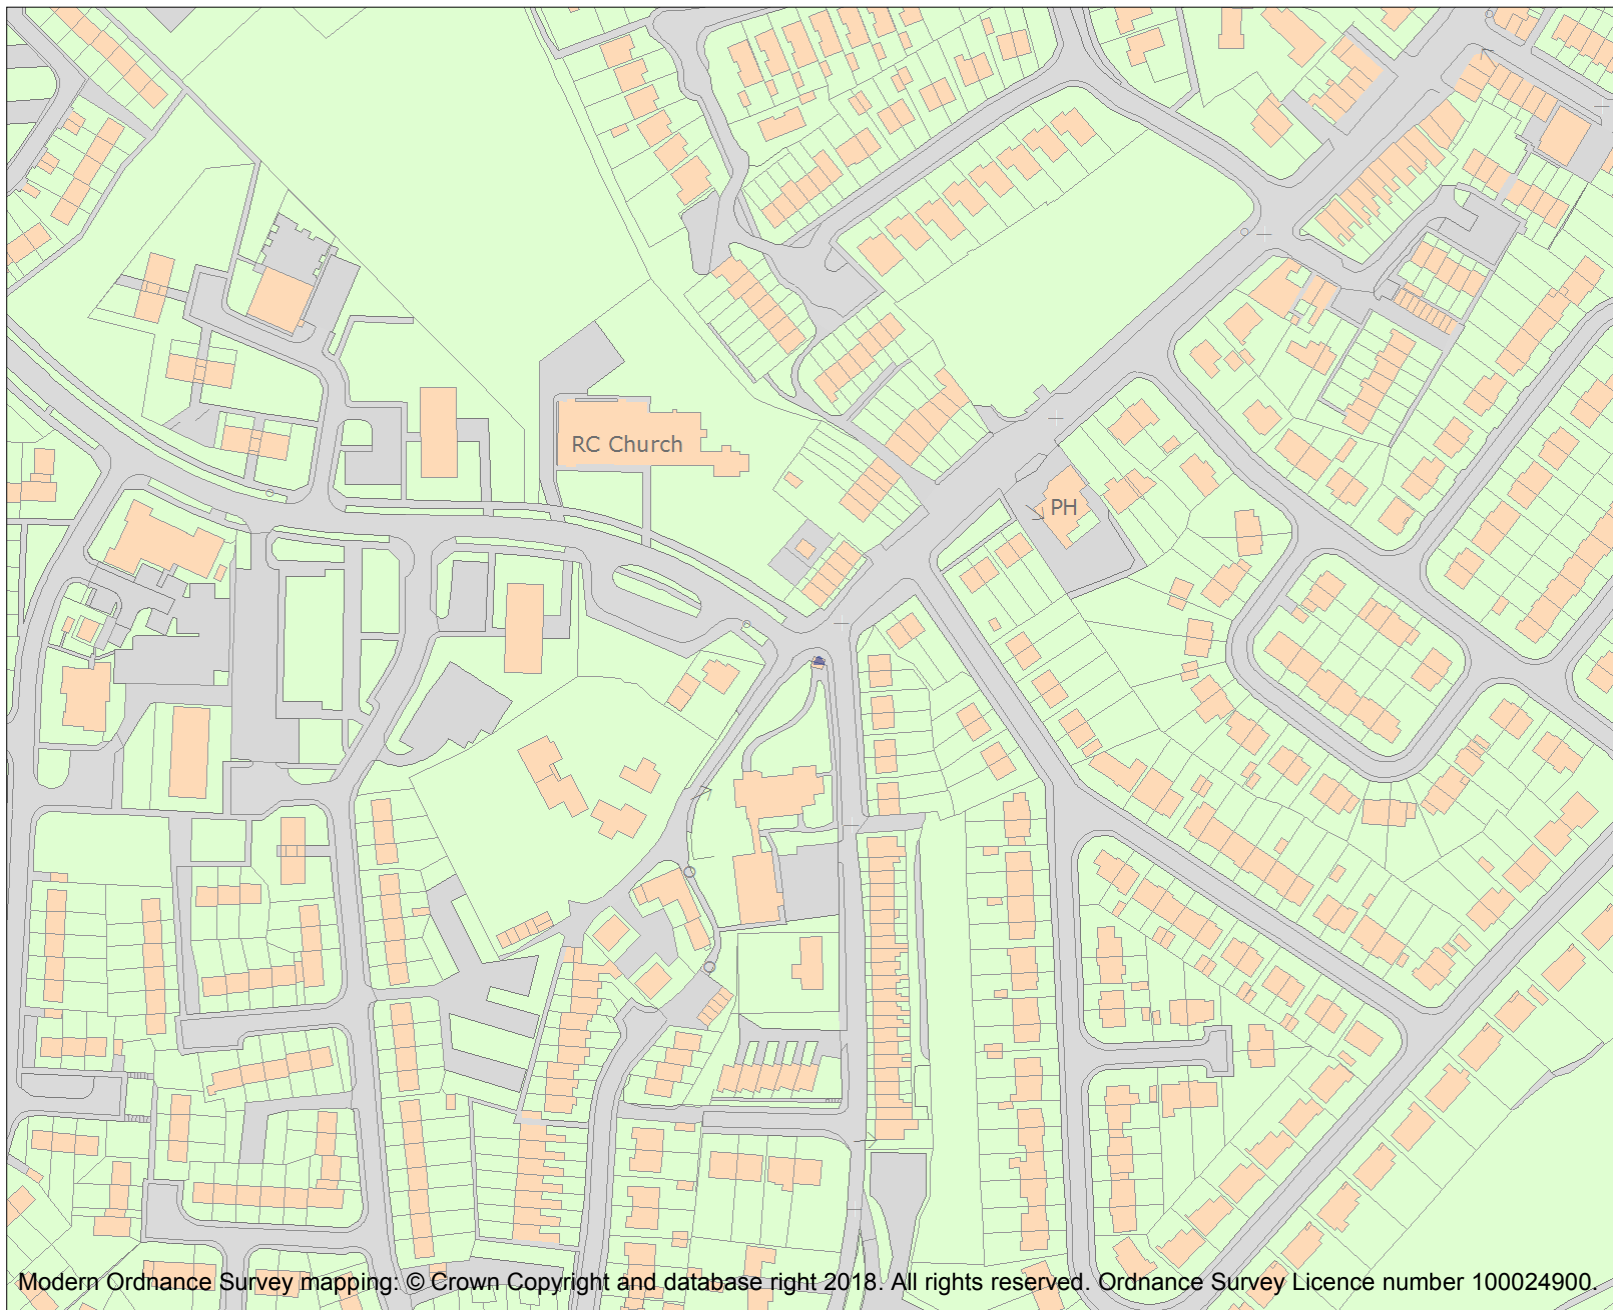 RC Church
PH
Modern Ordnance Survey mapping: © Crown Copyright and database right 2018. All rights reserved. Ordnance Survey Licence number 100024900.